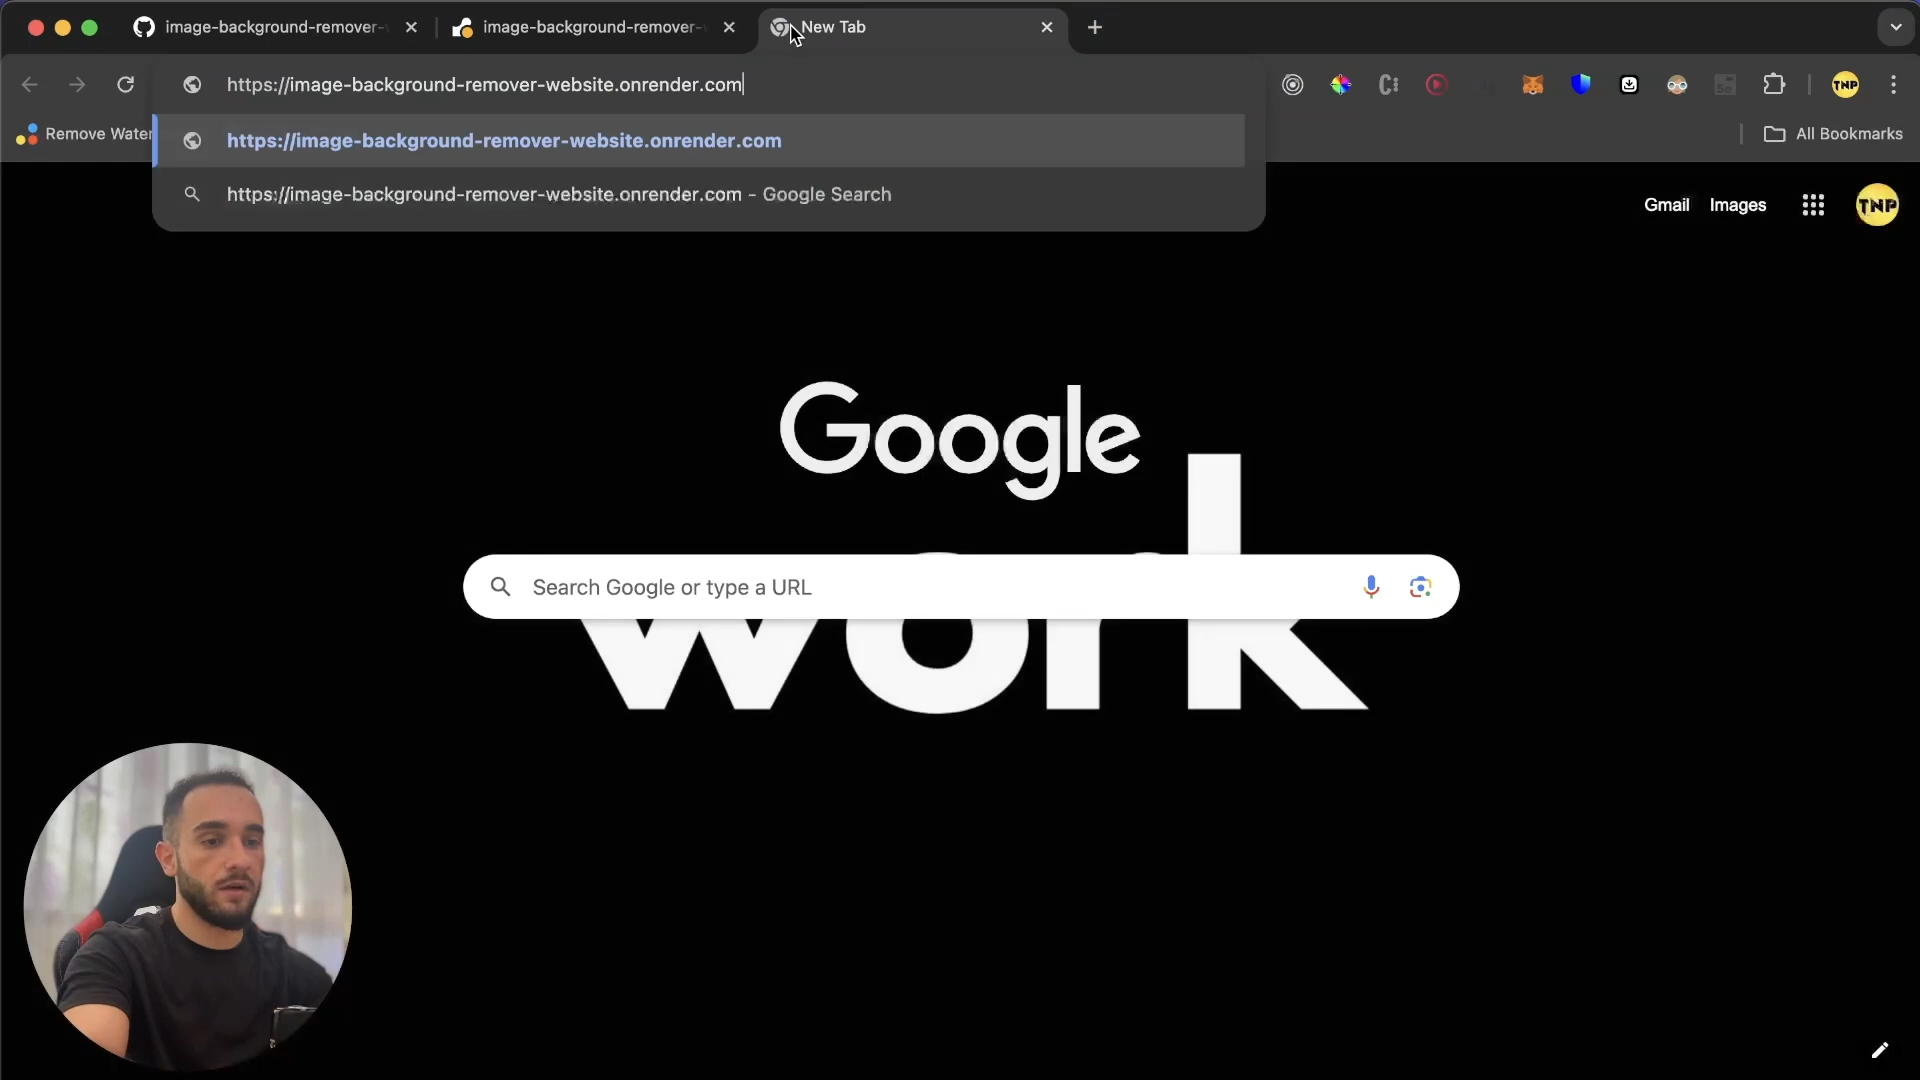 image-background-remover-
image-background-remover-
New Tab
https://image-background-remover-website.onrender.com
Remove Water
https://image-background-remover-website.onrender.com
All Bookmarks
https://image-background-remover-website.onrender.com - Google Search
Gmail
Images
TNP
TNP
Google
Search Google or type a URL
work